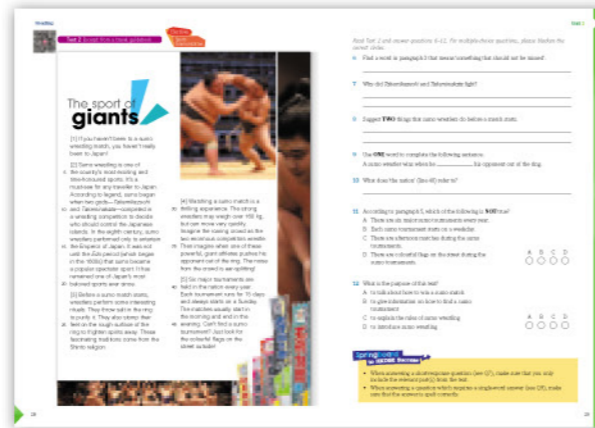 Reading
Text 2 Extract from a travel guidebook
The sport of
giants
[1] If you haven't been to a sumo
wrestling match, you haven't really
been to Japan!
[2] Sumo wrestling is one of
5 the country's most exciting and
time-honoured sports. It's a
must-see for any traveller to Japan.
According to legend, sumo began
when two gods—Takemikazuchi
10 and Takeminakata—competed in
a wrestling competition to decide
who should control the Japanese
islands. In the eighth century, sumo
wrestlers performed only to entertain
15 the Emperor of Japan. It was not
until the Edo period (which began
in the 1600s) that sumo became
a popular spectator sport. It has
remained one of Japan's most
20 beloved sports ever since.
[3] Before a sumo match starts,
wrestlers perform some interesting
rituals. They throw salt in the ring
to purify it. They also stomp their
25 feet on the rough surface of the
ring to frighten spirits away. These
fascinating traditions come from the
Shinto religion.
[4] Watching a sumo match is a
30 thrilling experience. The strong
wrestlers may weigh over 150 kg,
but can move very quickly.
Imagine the roaring crowd as the
two enormous competitors wrestle.
35 Then imagine when one of these
powerful, giant athletes pushes his
opponent out of the ring. The noise
from the crowd is ear-splitting!
[5] Six major tournaments are
40 held in the nation every year.
Each tournament runs for 15 days
and always starts on a Sunday.
The matches usually start in
the morning and end in the
45 evening. Can't find a sumo
tournament? Just look for
the colourful flags on the
street outside!
28
Read Text 2 and answer questions 6–12. For multiple-choice questions, please blacken the
correct circles.
6 Find a word in paragraph 2 that means 'something that should not be missed'.
7 Why did Takemikazuchi and Takeminakata fight?
8 Suggest TWO things that sumo wrestlers do before a match starts.
9 Use ONE word to complete the following sentence.
A sumo wrestler wins when he ________ his opponent out of the ring.
10 What does 'the nation' (line 40) refer to?
11 According to paragraph 5, which of the following is NOT true?
A There are six major sumo tournaments every year.
B Each sumo tournament starts on a weekday.
C There are afternoon matches during the sumo
tournaments.
D There are colourful flags on the street during the
sumo tournaments.
A B C D
12 What is the purpose of this text?
A to talk about how to win a sumo match
B to give information on how to find a sumo
tournament
C to explain the rules of sumo wrestling
D to introduce sumo wrestling
A B C D
• When answering a short-response question (see Q7), make sure that you only
include the relevant part(s) from the text.
• When answering a question which requires a single-word answer (see Q9), make
sure that the answer is spelt correctly.
29